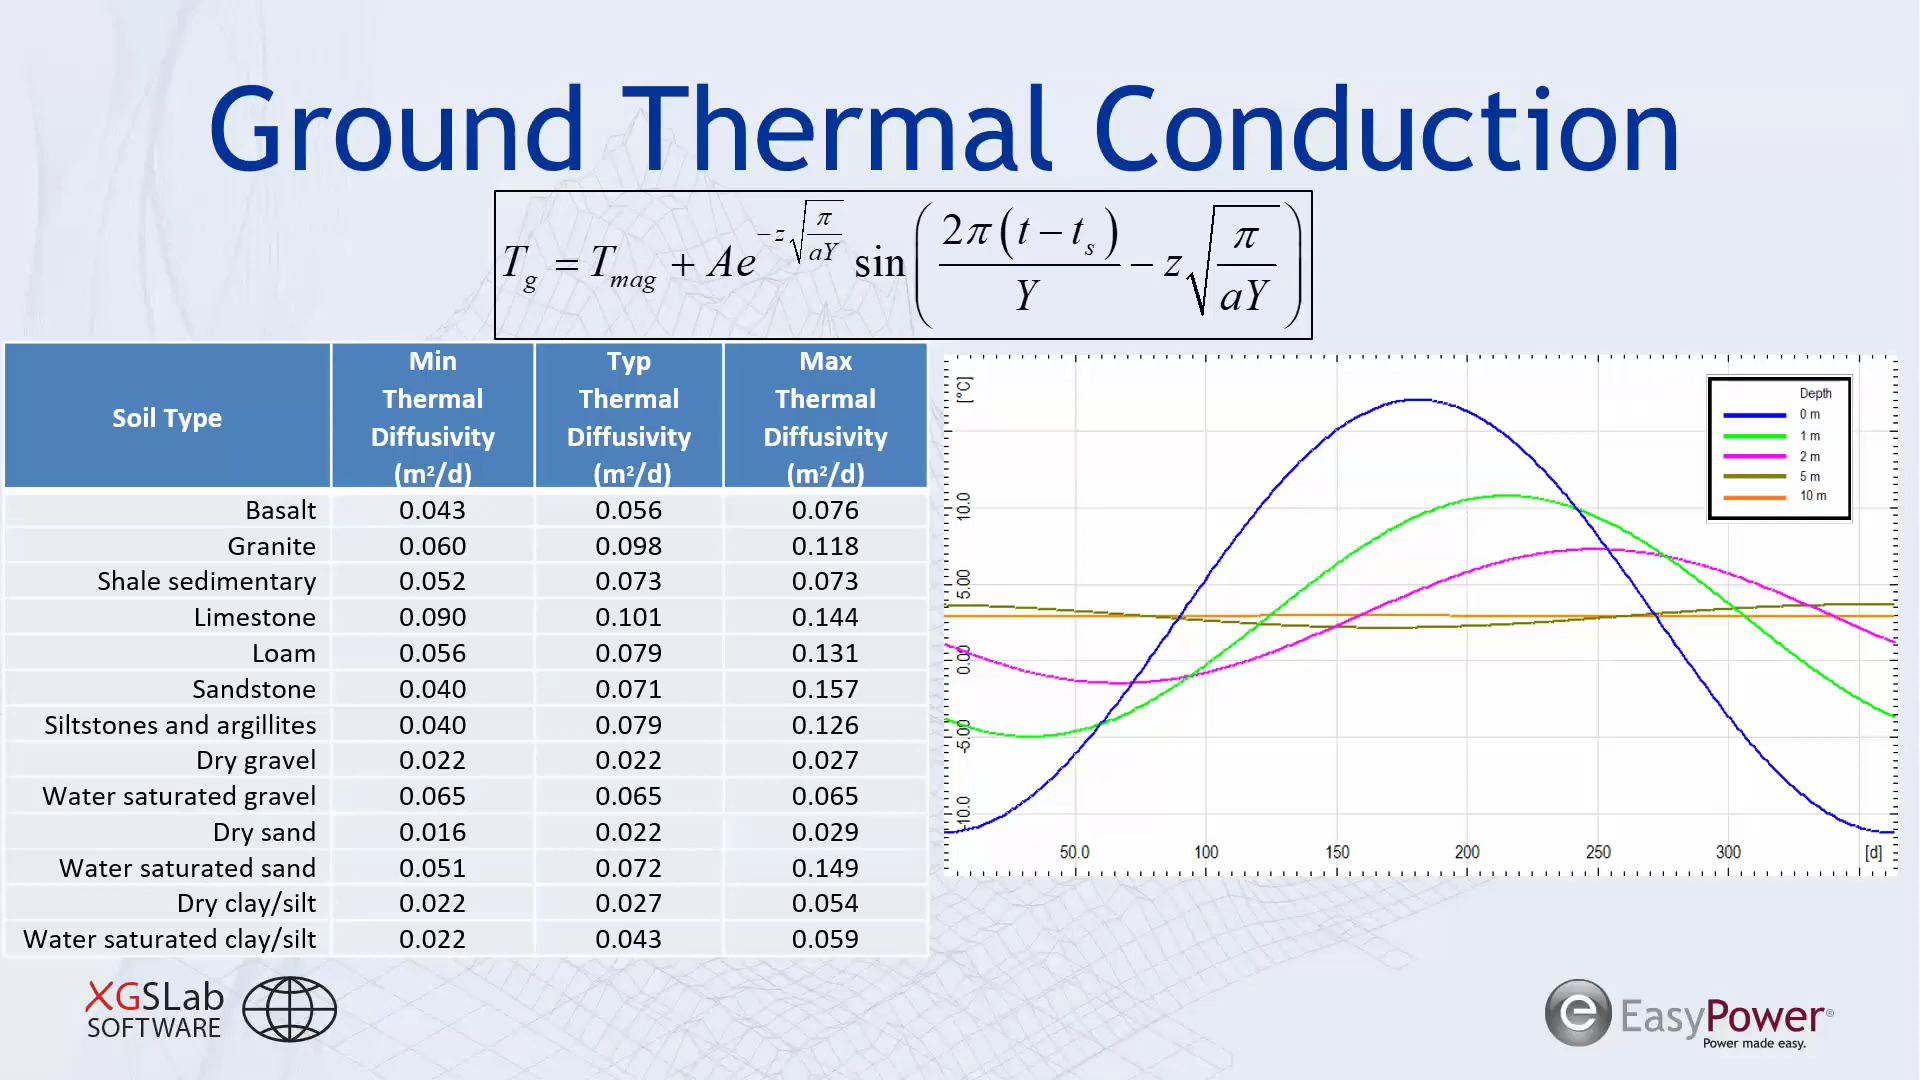 Ground Thermal Conduction
T_g = T_mag + Ae^(-z√(π/aY)) sin(2π(t − t_s)/Y − z√(π/aY))
Soil Type | Min Thermal Diffusivity (m²/d) | Typ Thermal Diffusivity (m²/d) | Max Thermal Diffusivity (m²/d)
Basalt 0.043 0.056 0.076
Granite 0.060 0.098 0.118
Shale sedimentary 0.052 0.073 0.073
Limestone 0.090 0.101 0.144
Loam 0.056 0.079 0.131
Sandstone 0.040 0.071 0.157
Siltstones and argillites 0.040 0.079 0.126
Dry gravel 0.022 0.022 0.027
Water saturated gravel 0.065 0.065 0.065
Dry sand 0.016 0.022 0.029
Water saturated sand 0.051 0.072 0.149
Dry clay/silt 0.022 0.027 0.054
Water saturated clay/silt 0.022 0.043 0.059
[°C]
10.0
5.00
0.00
-5.00
-10.0
50.0 100 150 200 250 300 [d]
Depth
0 m
1 m
2 m
5 m
10 m
XGSLab
SOFTWARE
e EasyPower®
Power made easy.